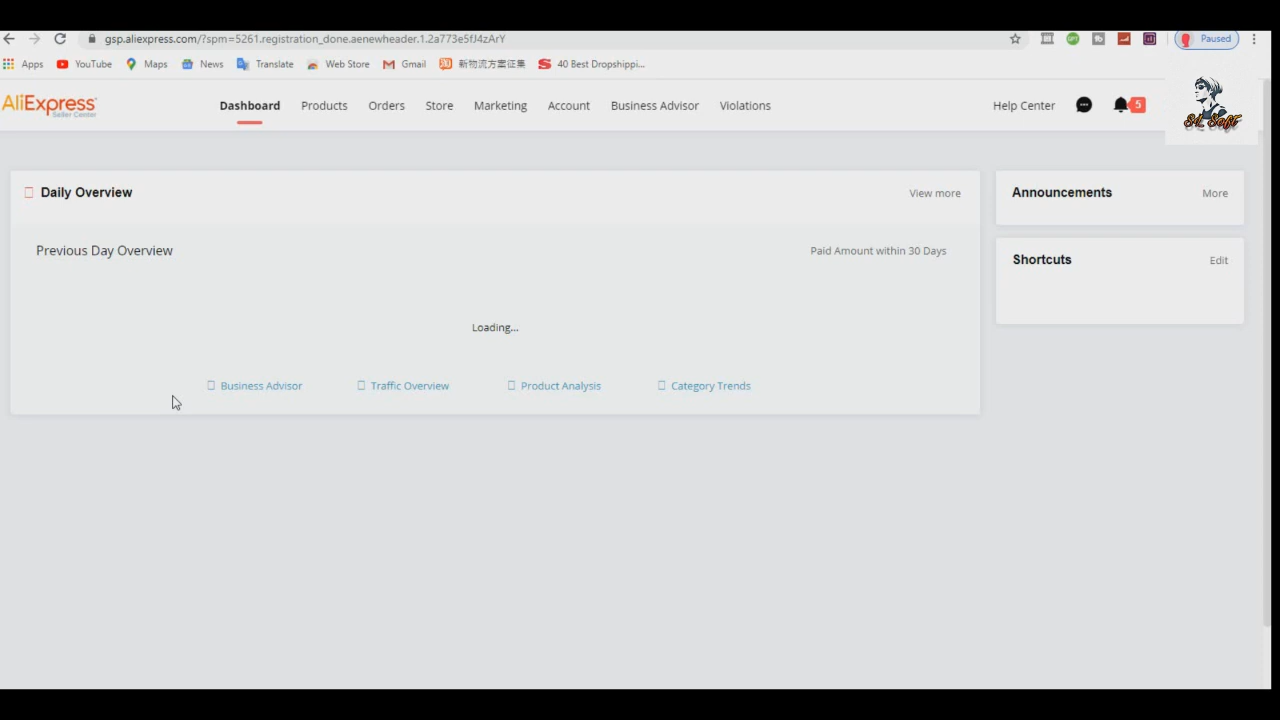 gsp.aliexpress.com/?spm=5261.registration_done.aenewheader.1.2a773e5fJ4zArY
Paused
Apps YouTube Maps News Translate Web Store Gmail 新物流方案征集 40 Best Dropshippi...
AliExpress
Seller Center
Dashboard Products Orders Store Marketing Account Business Advisor Violations Help Center 5
SL Soft
Daily Overview View more
Previous Day Overview Paid Amount within 30 Days
Loading...
Business Advisor Traffic Overview Product Analysis Category Trends
Announcements More
Shortcuts Edit